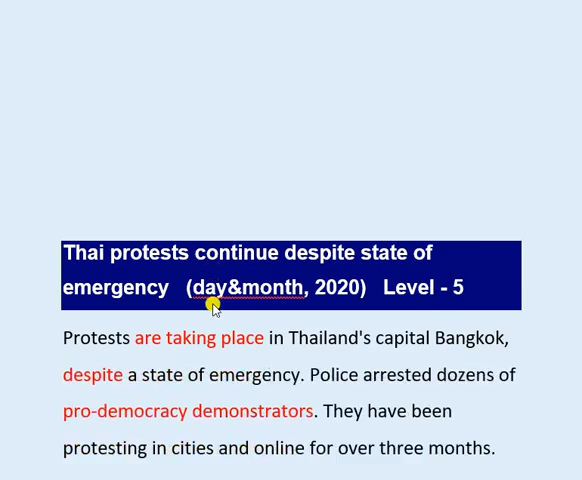 Thai protests continue despite state of
emergency (day&month, 2020) Level - 5
Protests are taking place in Thailand's capital Bangkok,
despite a state of emergency. Police arrested dozens of
pro-democracy demonstrators. They have been
protesting in cities and online for over three months.